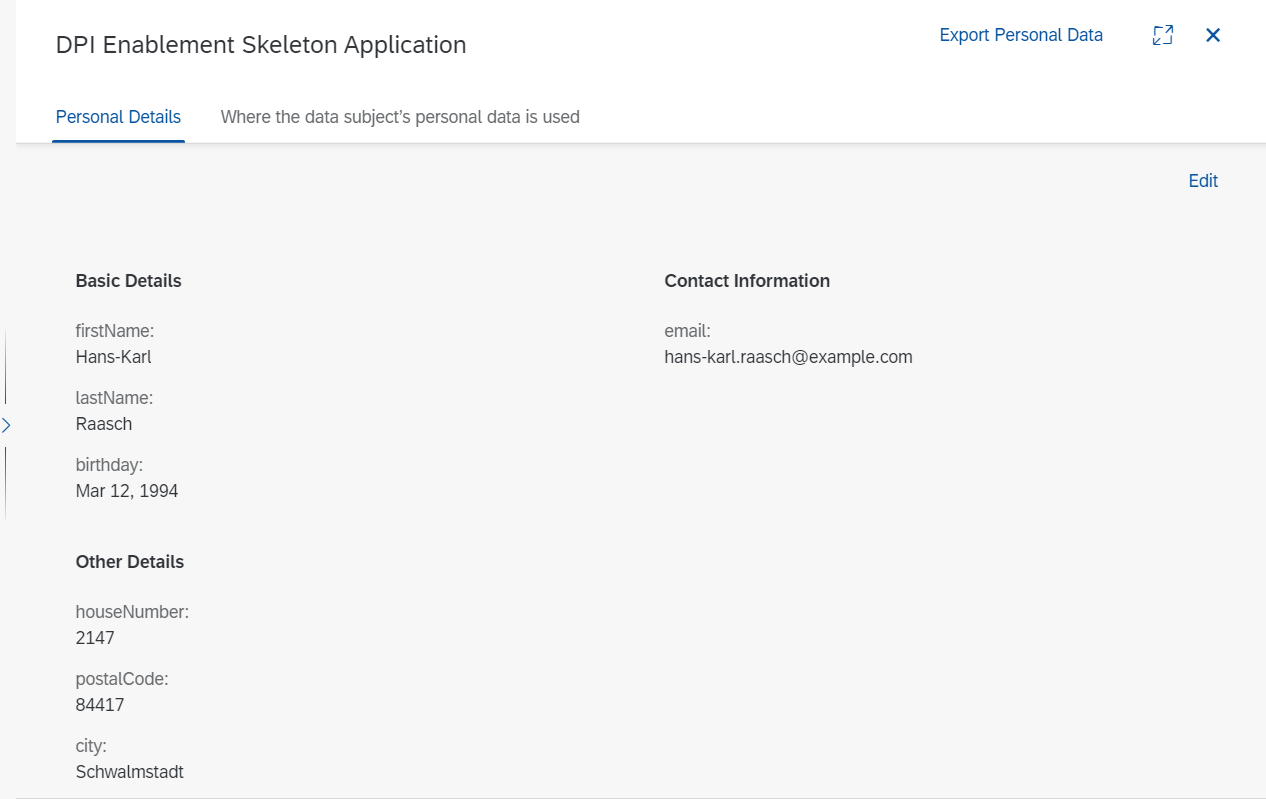 DPI Enablement Skeleton Application
Export Personal Data
Personal Details
Where the data subject's personal data is used
Edit
Basic Details
firstName:
Hans-Karl
lastName:
Raasch
birthday:
Mar 12, 1994
Contact Information
email:
hans-karl.raasch@example.com
Other Details
houseNumber:
2147
postalCode:
84417
city:
Schwalmstadt